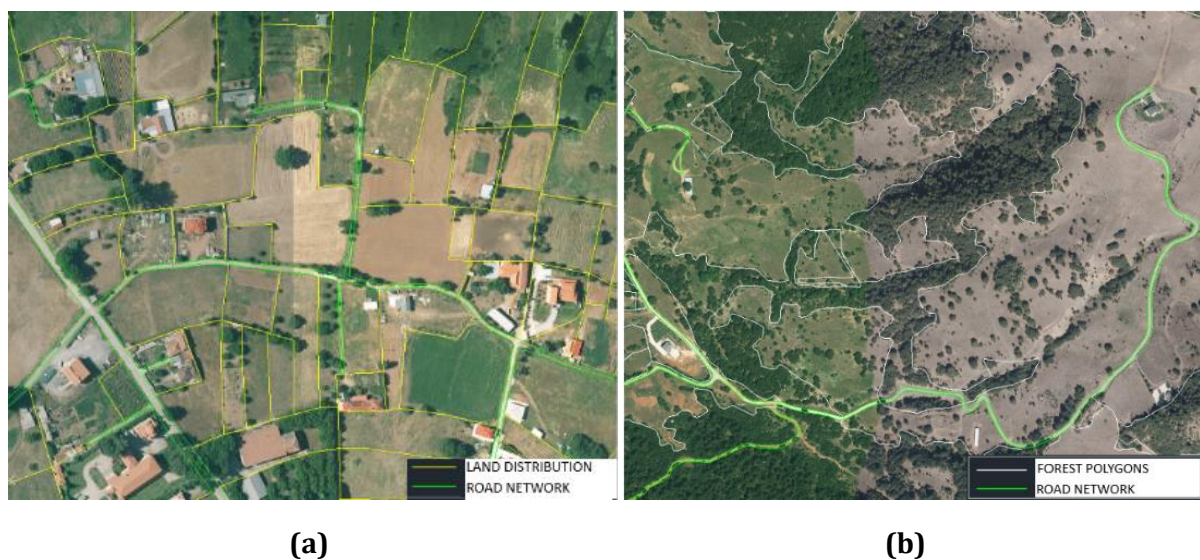 LAND DISTRIBUTION
ROAD NETWORK
FOREST POLYGONS
ROAD NETWORK
(a)
(b)